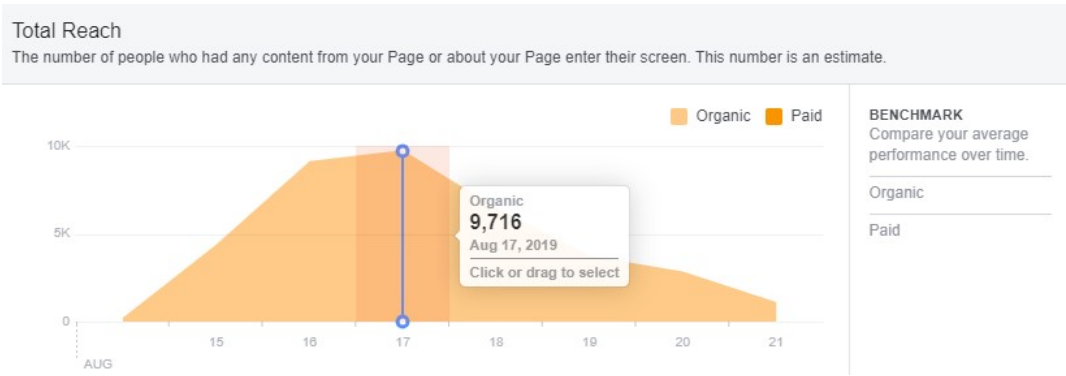 Total Reach
The number of people who had any content from your Page or about your Page enter their screen. This number is an estimate.
Organic Paid
10K
5K
0
Organic
9,716
Aug 17, 2019
Click or drag to select
15 16 17 18 19 20 21
AUG
BENCHMARK
Compare your average
performance over time.
Organic
Paid